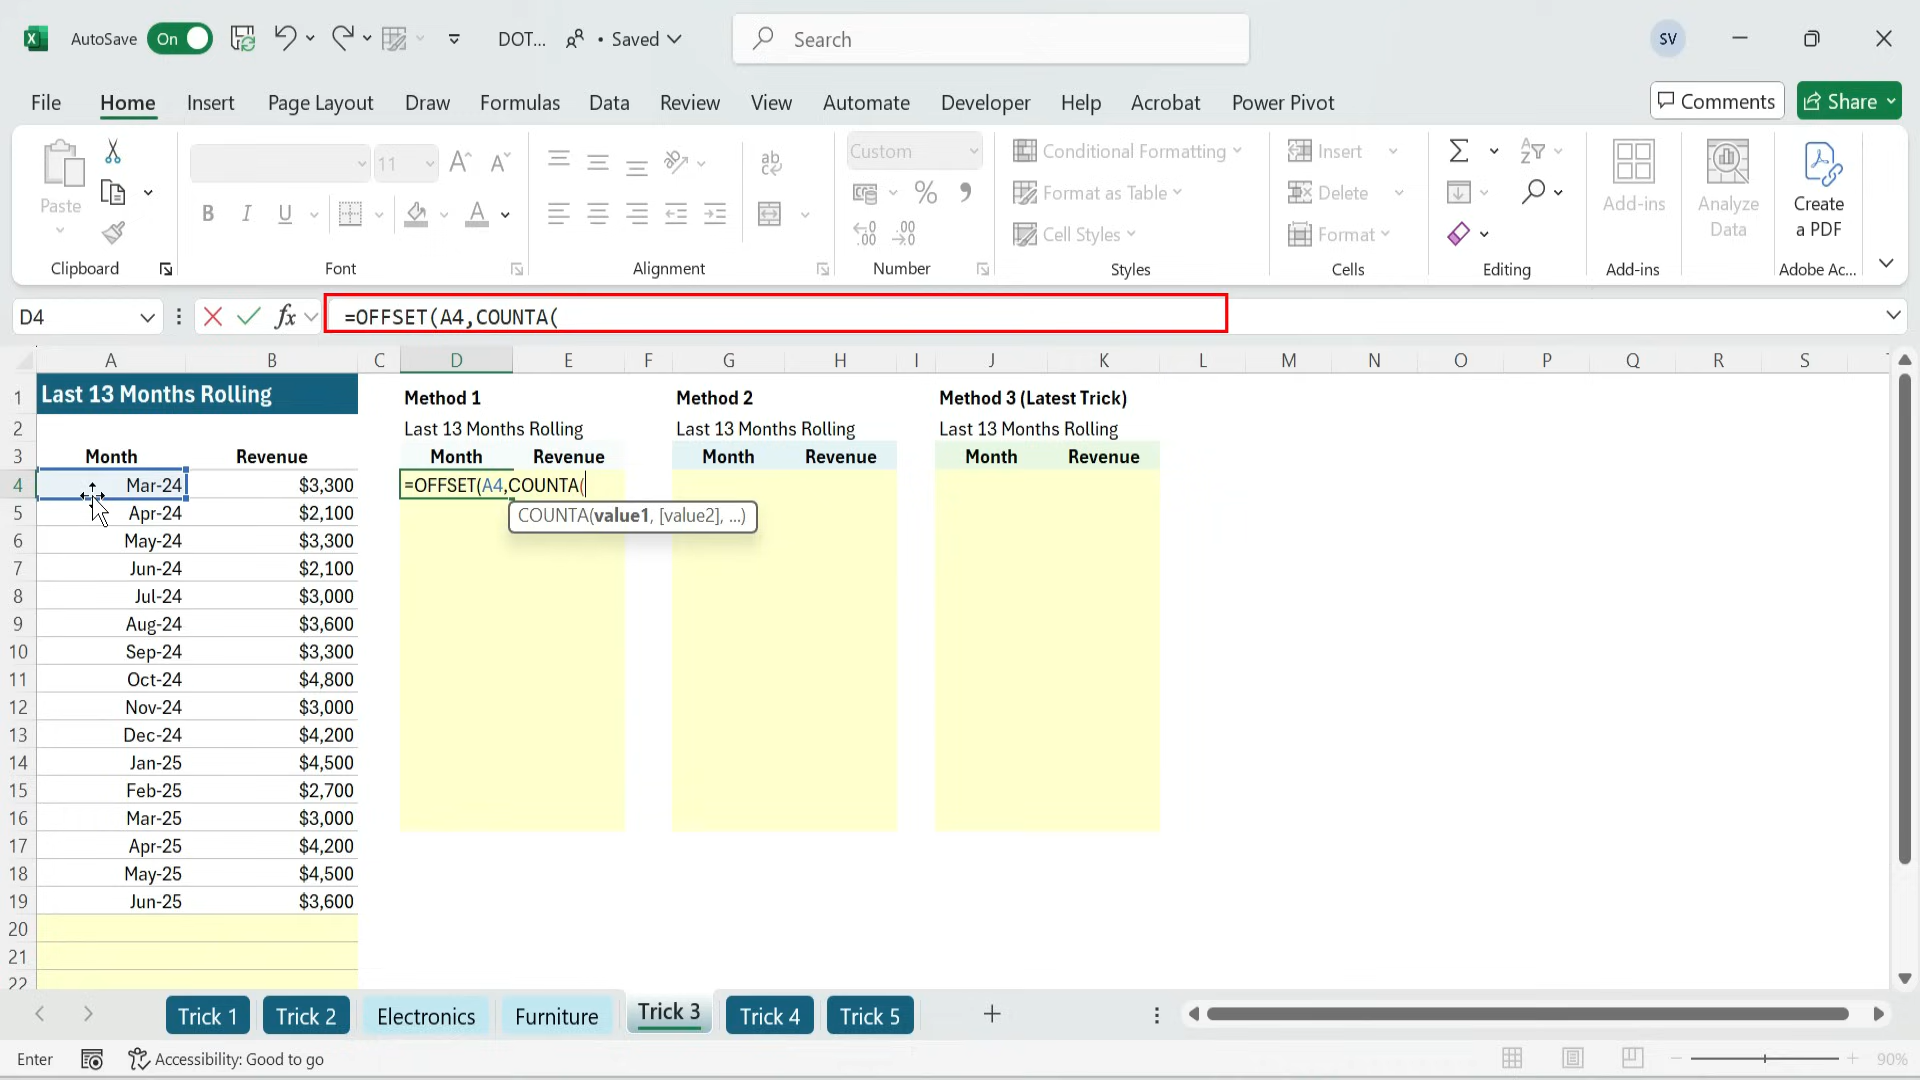 AutoSave On DOT... • Saved Search SV
File Home Insert Page Layout Draw Formulas Data Review View Automate Developer Help Acrobat Power Pivot Comments Share
Paste
Clipboard
11
B I U A
Font
ab
Alignment
Custom
% ,
Number
Conditional Formatting
Format as Table
Cell Styles
Styles
Insert
Delete
Format
Cells
Editing
Add-ins
Add-ins
Analyze
Data
Create
a PDF
Adobe Ac...
D4 fx =OFFSET(A4,COUNTA(
A B C D E F G H I J K L M N O P Q R S
1 Last 13 Months Rolling Method 1 Method 2 Method 3 (Latest Trick)
2 Last 13 Months Rolling Last 13 Months Rolling Last 13 Months Rolling
3 Month Revenue Month Revenue Month Revenue Month Revenue
4 Mar-24 $3,300 =OFFSET(A4,COUNTA(
COUNTA(value1, [value2], ...)
5 Apr-24 $2,100
6 May-24 $3,300
7 Jun-24 $2,100
8 Jul-24 $3,000
9 Aug-24 $3,600
10 Sep-24 $3,300
11 Oct-24 $4,800
12 Nov-24 $3,000
13 Dec-24 $4,200
14 Jan-25 $4,500
15 Feb-25 $2,700
16 Mar-25 $3,000
17 Apr-25 $4,200
18 May-25 $4,500
19 Jun-25 $3,600
20
21
22
Trick 1 Trick 2 Electronics Furniture Trick 3 Trick 4 Trick 5
Enter Accessibility: Good to go 90%